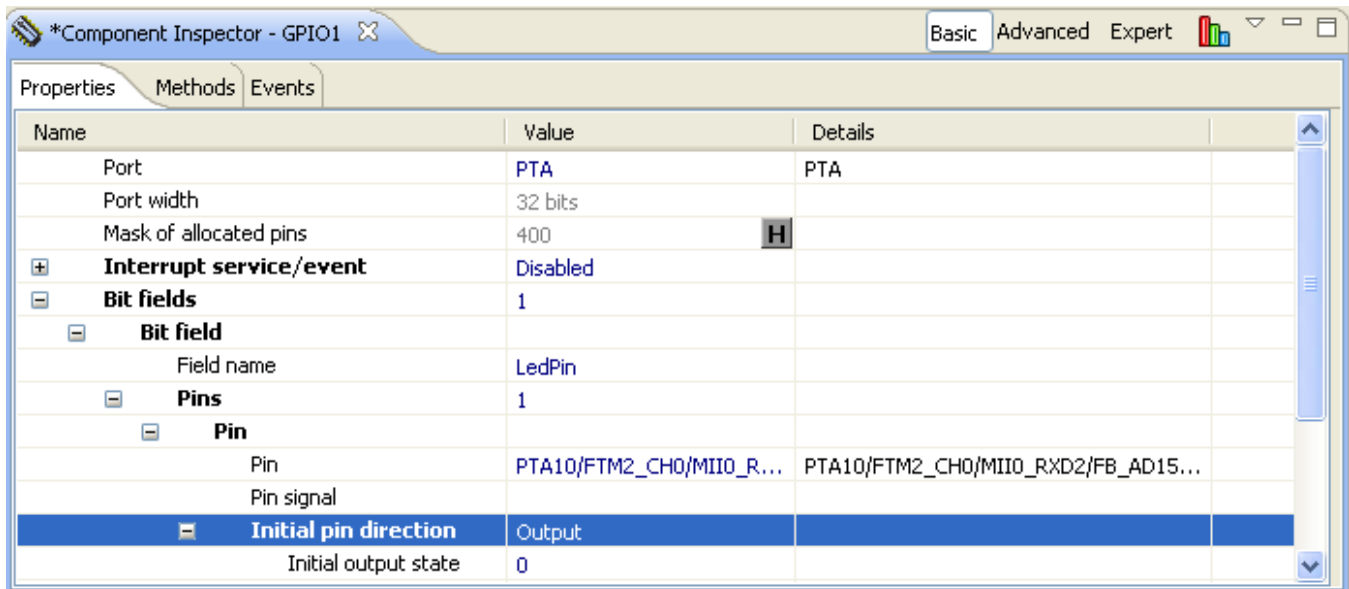 *Component Inspector - GPIO1 Basic Advanced Expert
Properties Methods Events
Name Value Details
Port PTA PTA
Port width 32 bits
Mask of allocated pins 400 H
Interrupt service/event Disabled
Bit fields 1
Bit field
Field name LedPin
Pins 1
Pin
Pin PTA10/FTM2_CH0/MII0_R... PTA10/FTM2_CH0/MII0_RXD2/FB_AD15...
Pin signal
Initial pin direction Output
Initial output state 0